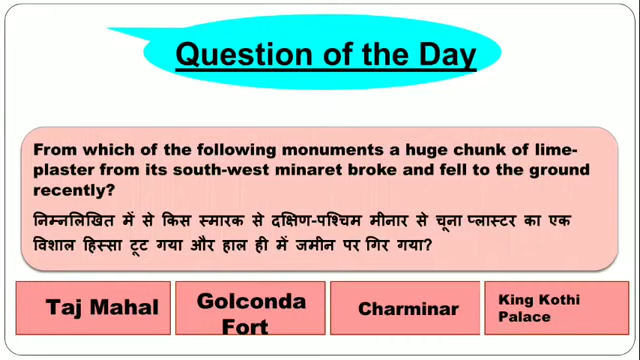 Question of the Day
From which of the following monuments a huge chunk of lime-
plaster from its south-west minaret broke and fell to the ground
recently?
निम्नलिखित में से किस स्मारक से दक्षिण-पश्चिम मीनार से चूना प्लास्टर का एक
विशाल हिस्सा टूट गया और हाल ही में जमीन पर गिर गया?
Taj Mahal
Golconda
Fort
Charminar
King Kothi
Palace